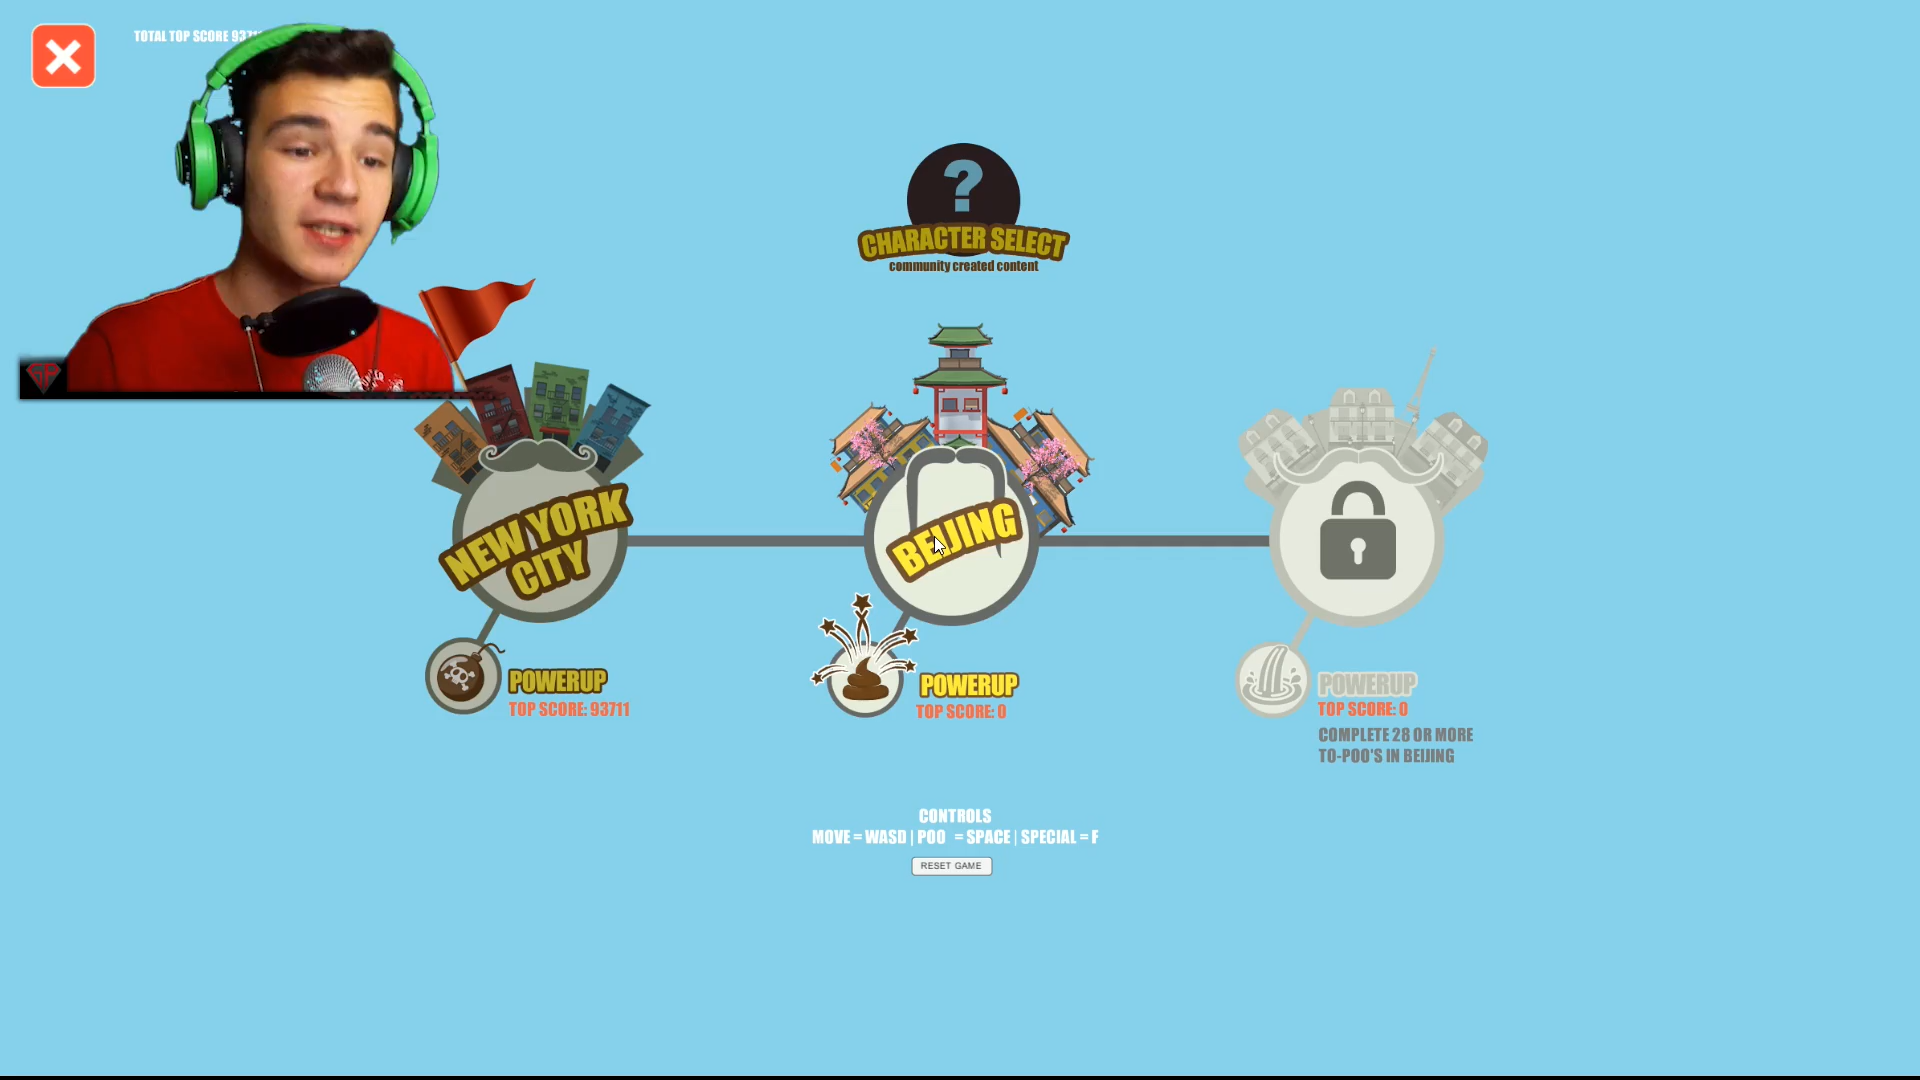 TOTAL TOP SCORE 9371
?
CHARACTER SELECT
community created content
NEW YORK
CITY
BEIJING
POWERUP
TOP SCORE: 93711
POWERUP
TOP SCORE: 0
POWERUP
TOP SCORE: 0
COMPLETE 28 OR MORE
TO-POO'S IN BEIJING
CONTROLS
MOVE = WASD | POO = SPACE | SPECIAL = F
RESET GAME